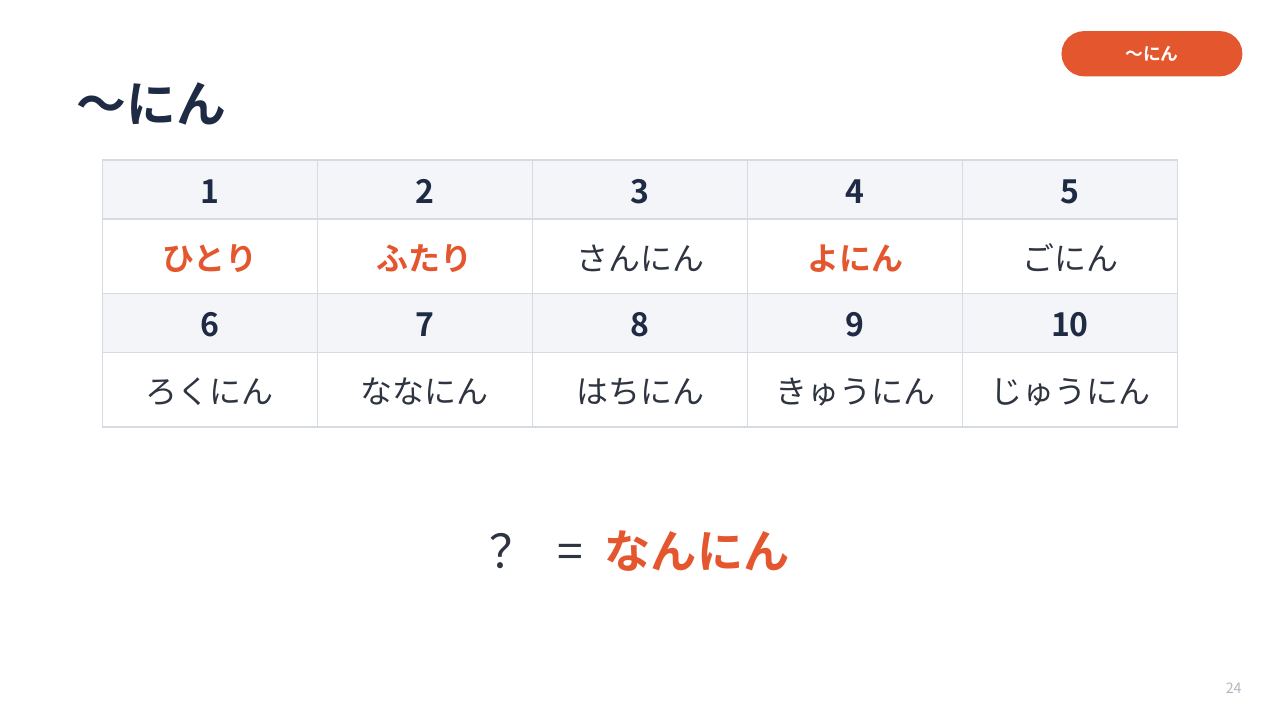 ～にん
～にん
1 2 3 4 5
ひとり ふたり さんにん よにん ごにん
6 7 8 9 10
ろくにん ななにん はちにん きゅうにん じゅうにん
？ = なんにん
24